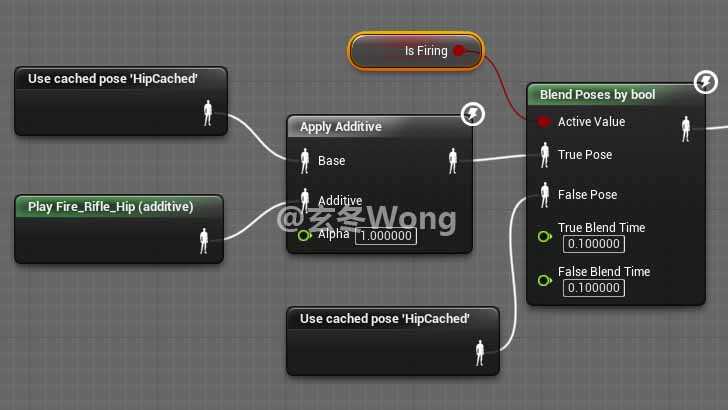 Is Firing
Use cached pose 'HipCached'
Blend Poses by bool
Active Value
True Pose
False Pose
True Blend Time
0.100000
False Blend Time
0.100000
Apply Additive
Base
Additive
Alpha 1.000000
Play Fire_Rifle_Hip (additive)
@玄冬Wong
Use cached pose 'HipCached'